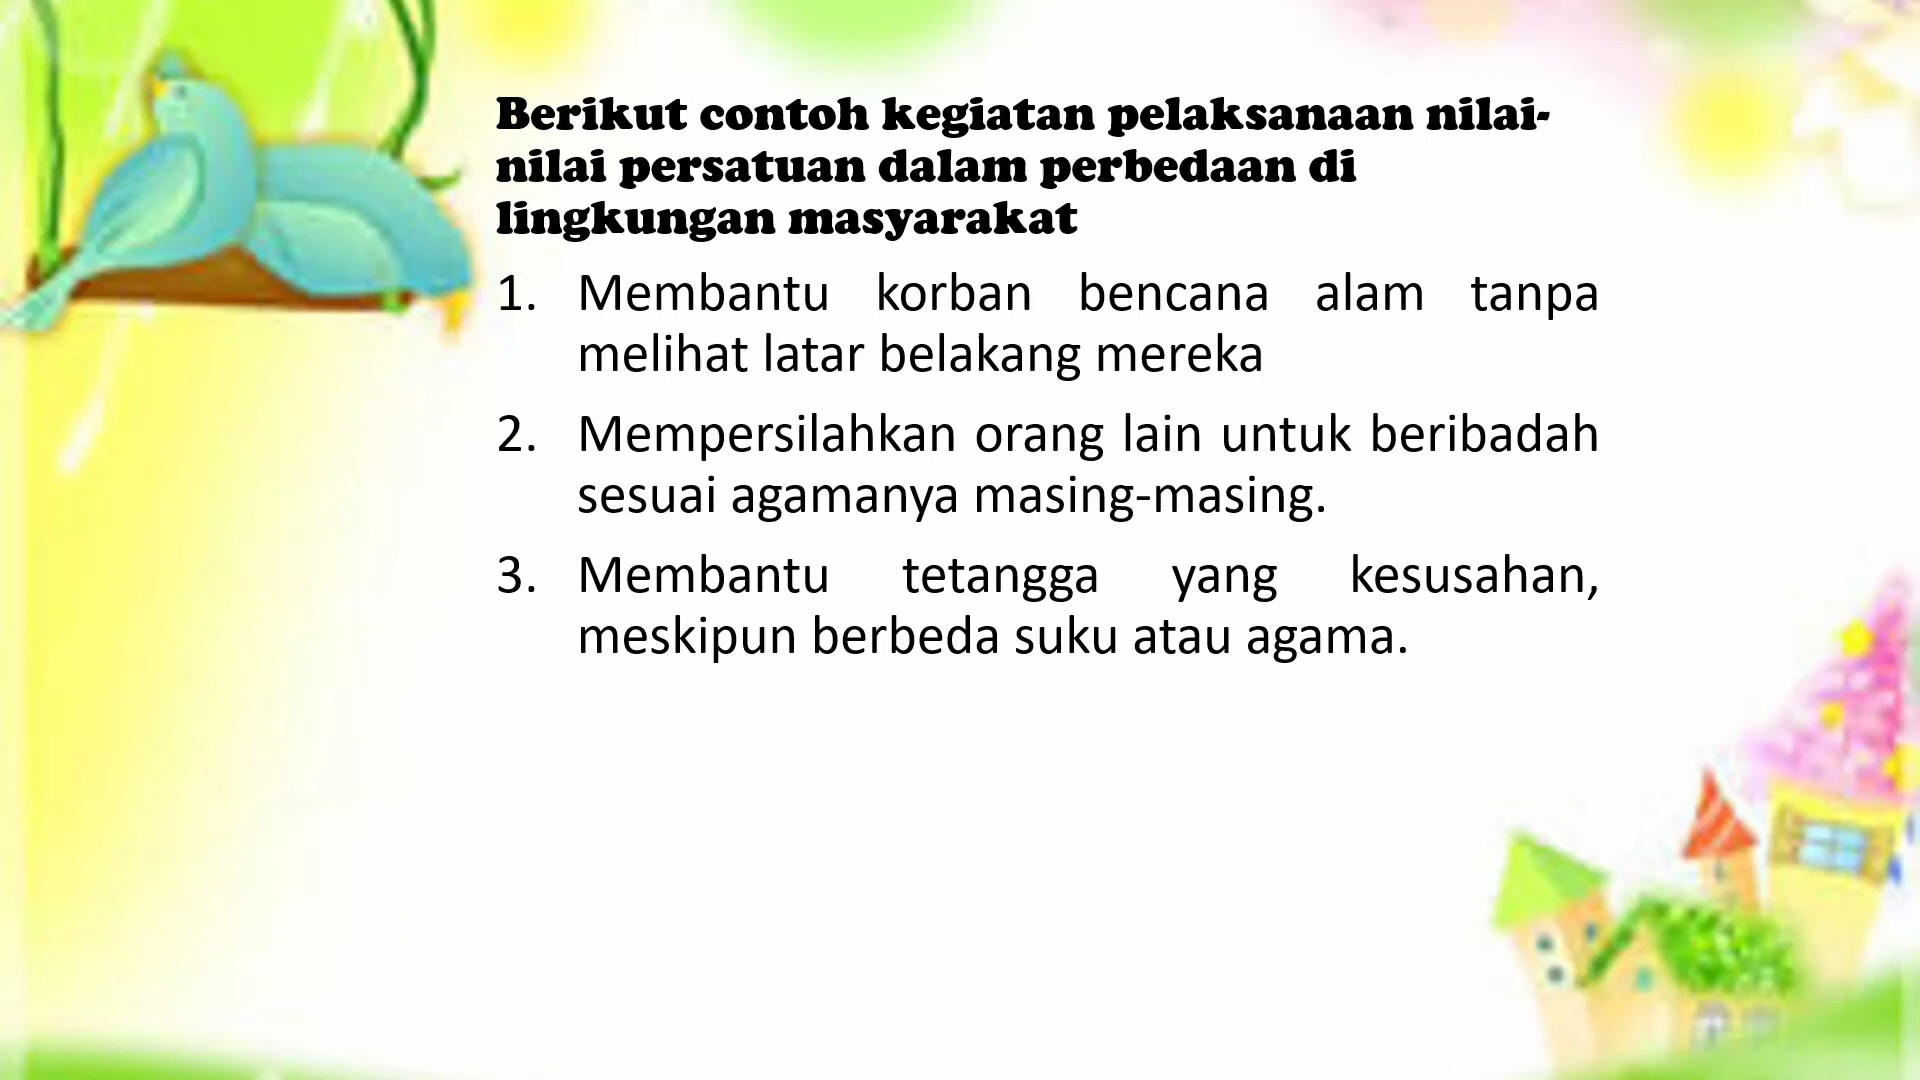 Berikut contoh kegiatan pelaksanaan nilai-
nilai persatuan dalam perbedaan di
lingkungan masyarakat
1. Membantu korban bencana alam tanpa
melihat latar belakang mereka
2. Mempersilahkan orang lain untuk beribadah
sesuai agamanya masing-masing.
3. Membantu tetangga yang kesusahan,
meskipun berbeda suku atau agama.